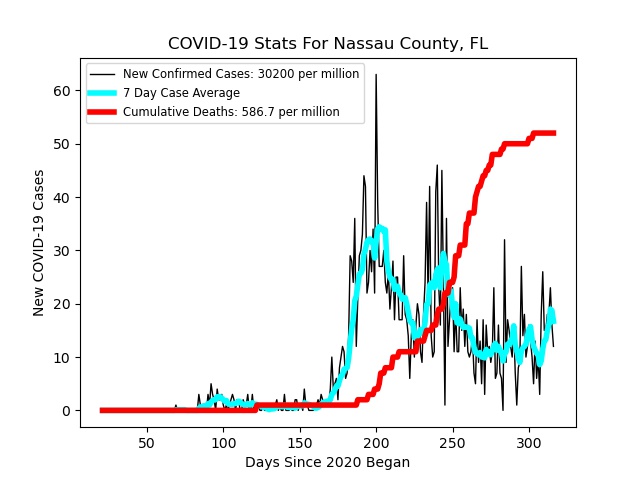 COVID-19 Stats For Nassau County, FL
New Confirmed Cases: 30200 per million
7 Day Case Average
Cumulative Deaths: 586.7 per million
60
50
40
30
20
10
0
New COVID-19 Cases
50 100 150 200 250 300
Days Since 2020 Began